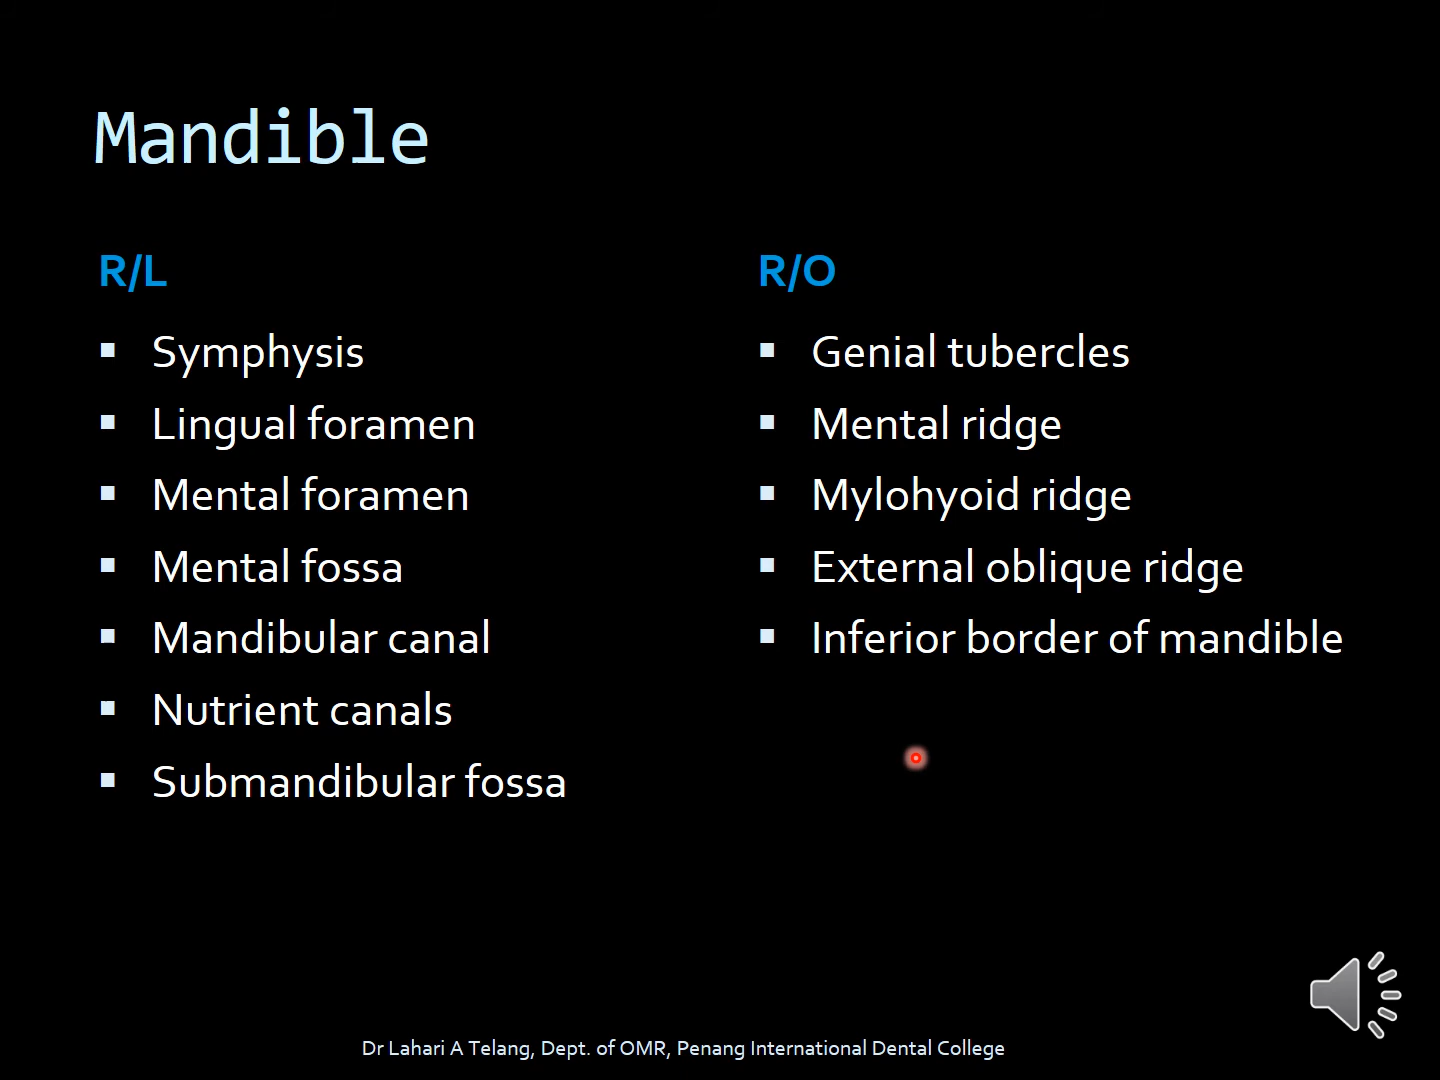 Mandible
R/L
Symphysis
Lingual foramen
Mental foramen
Mental fossa
Mandibular canal
Nutrient canals
Submandibular fossa
R/O
Genial tubercles
Mental ridge
Mylohyoid ridge
External oblique ridge
Inferior border of mandible
Dr Lahari A Telang, Dept. of OMR, Penang International Dental College